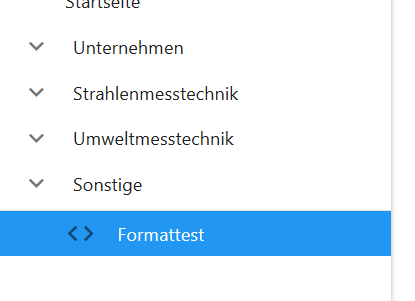 Startseite
Unternehmen
Strahlenmesstechnik
Umweltmesstechnik
Sonstige
Formattest